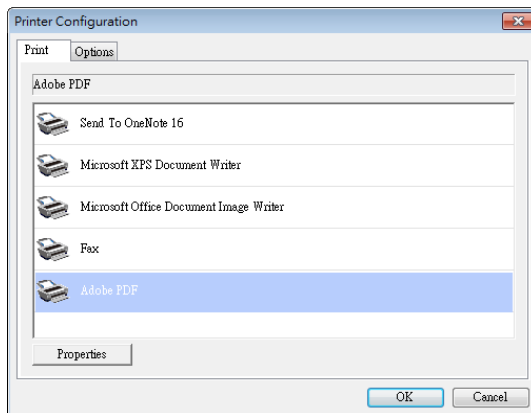 Printer Configuration
Print Options
Adobe PDF
Send To OneNote 16
Microsoft XPS Document Writer
Microsoft Office Document Image Writer
Fax
Adobe PDF
Properties
OK Cancel